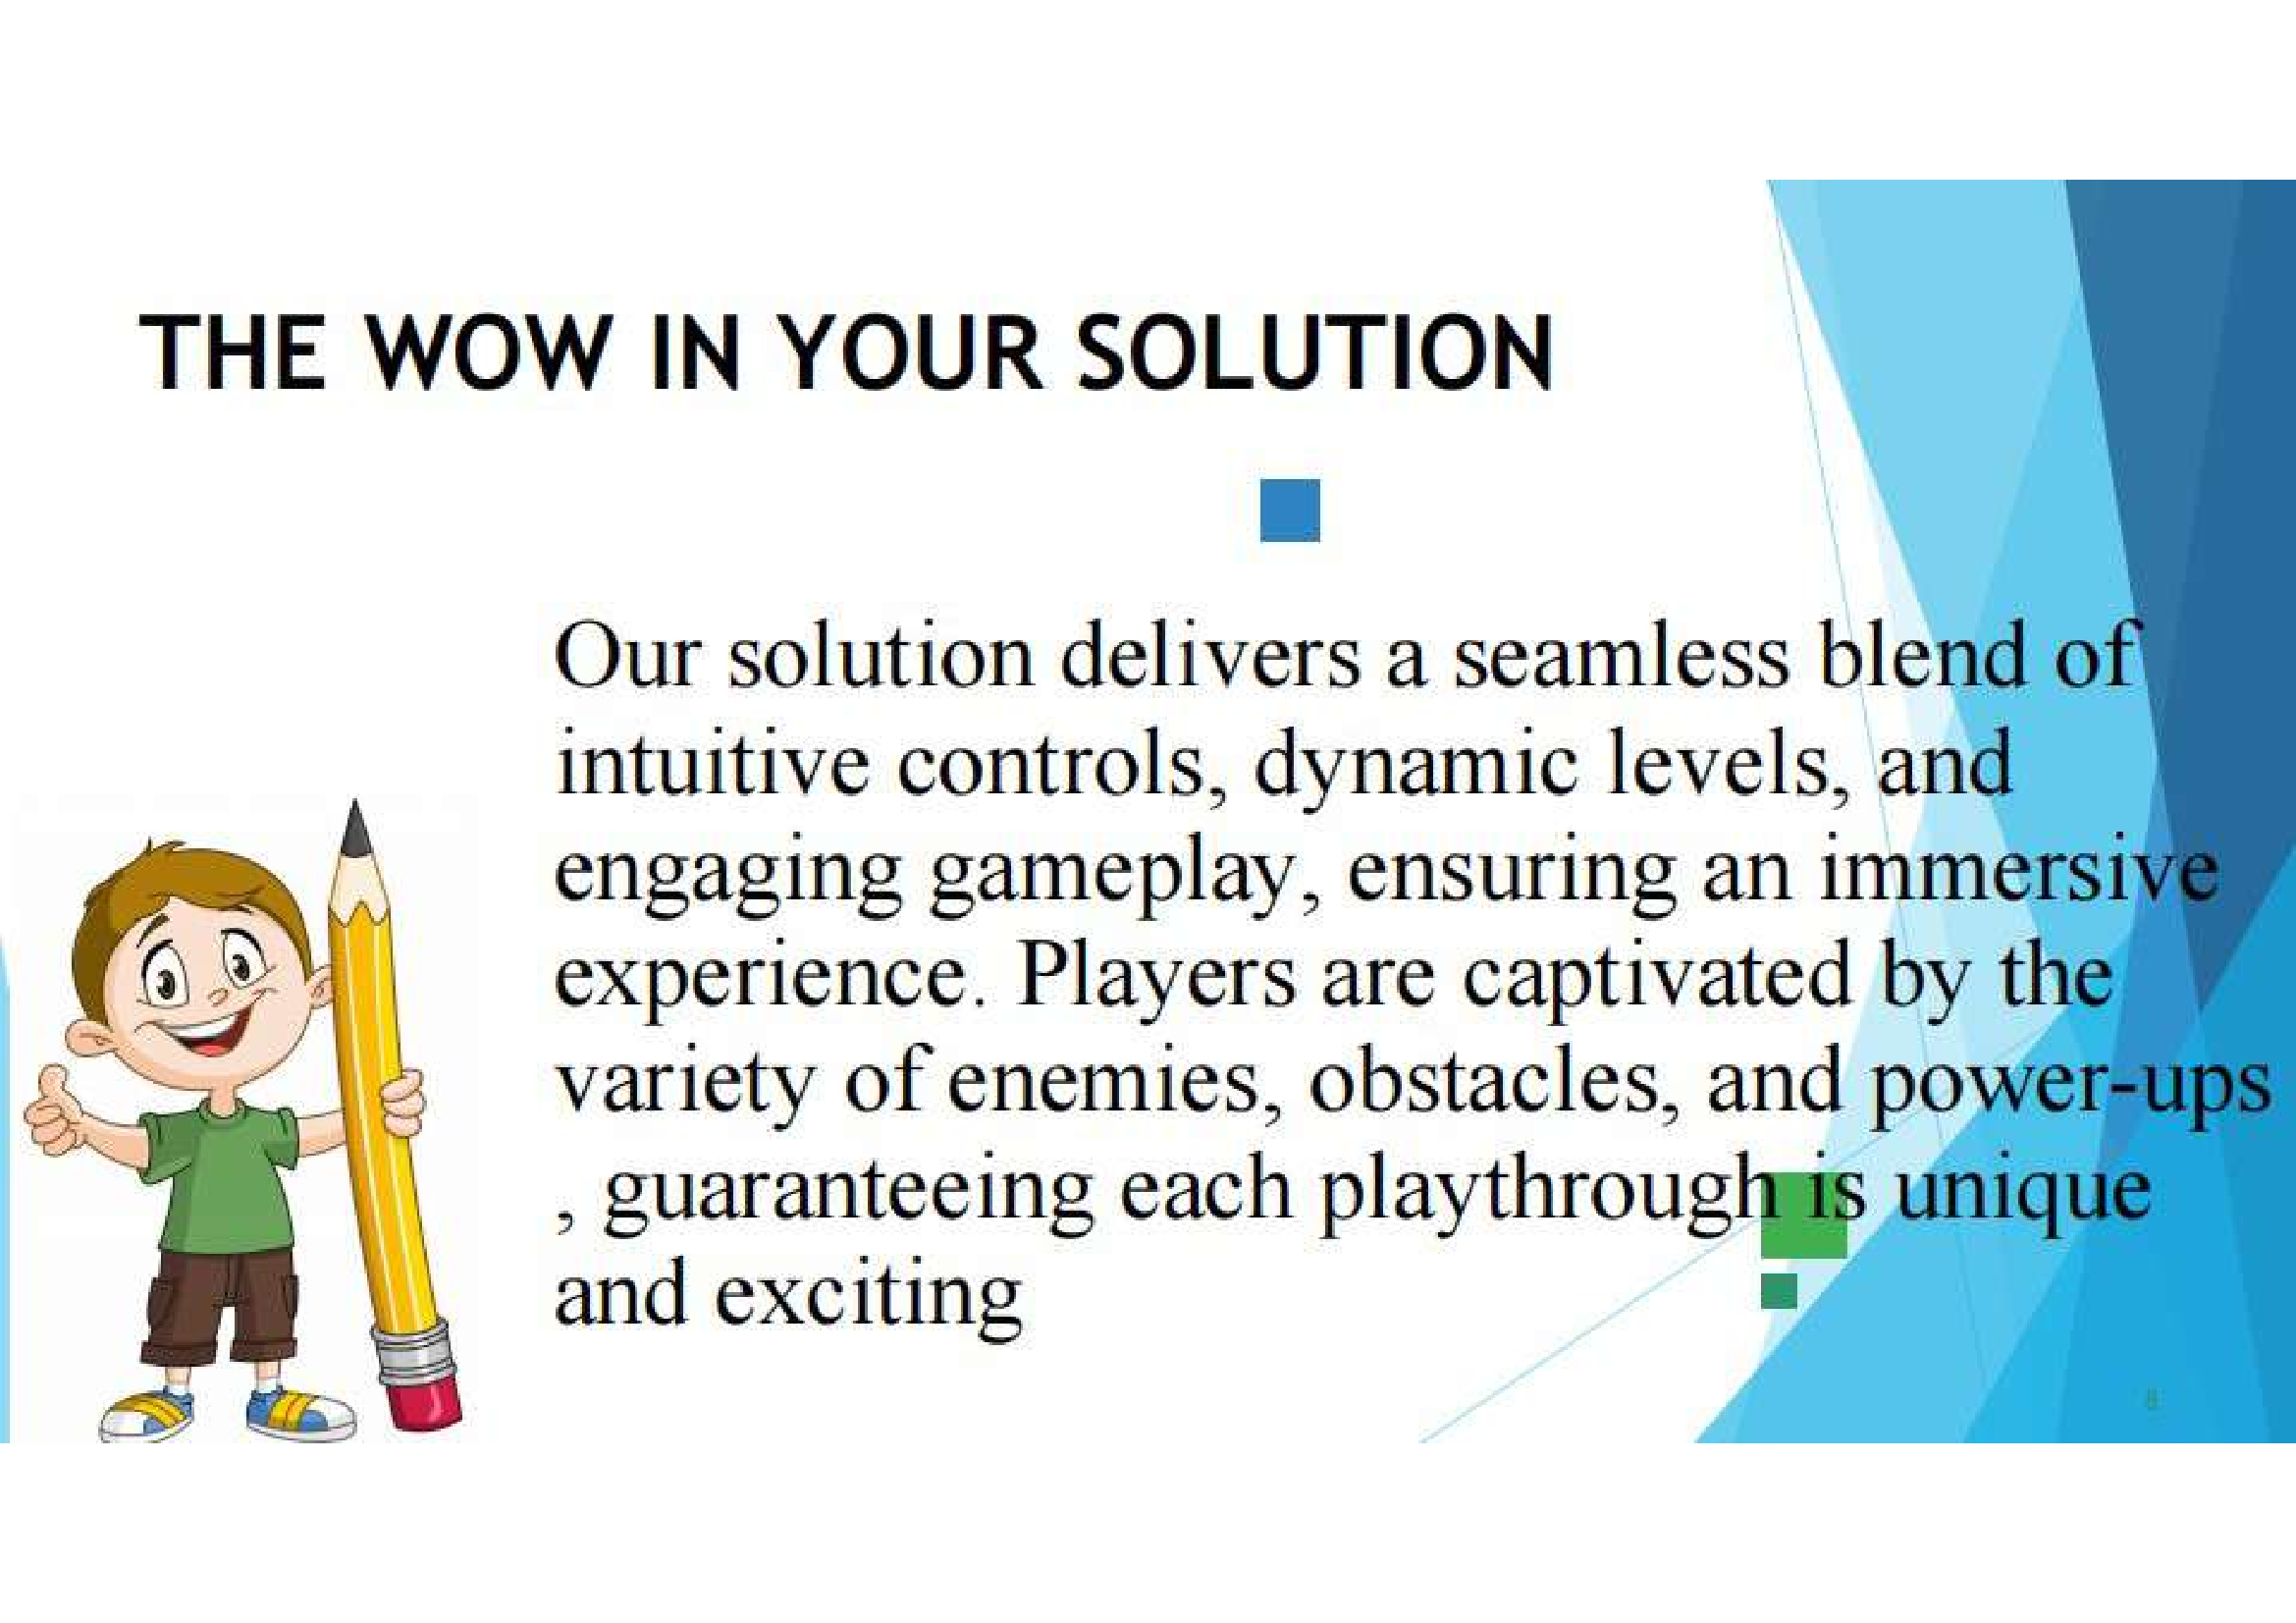 THE WOW IN YOUR SOLUTION
Our solution delivers a seamless blend of
intuitive controls, dynamic levels, and
engaging gameplay, ensuring an immersive
experience. Players are captivated by the
variety of enemies, obstacles, and power-ups
, guaranteeing each playthrough is unique
and exciting